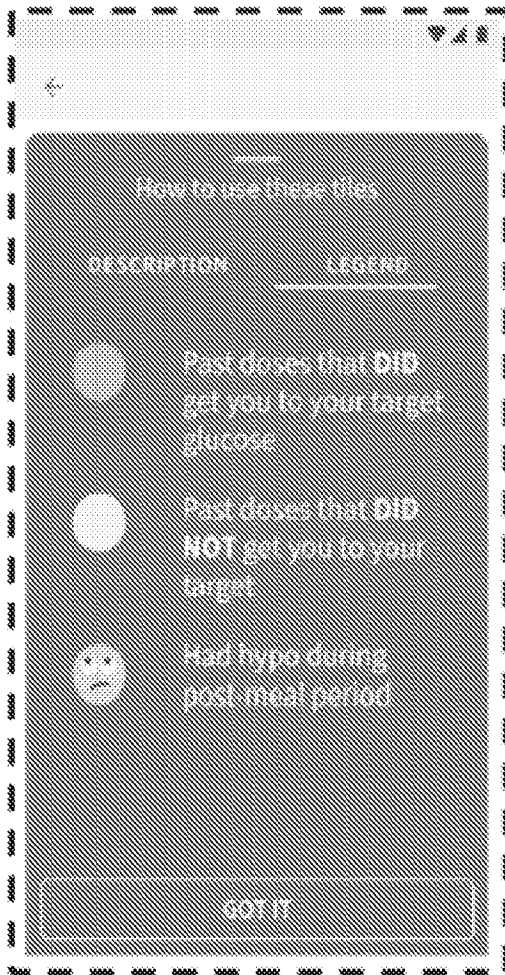 How to use these tiles
DESCRIPTION LEGEND
Past doses that DID
get you to your target
glucose
Past doses that DID
NOT get you to your
target
Had hypo during
post-meal period
GOT IT